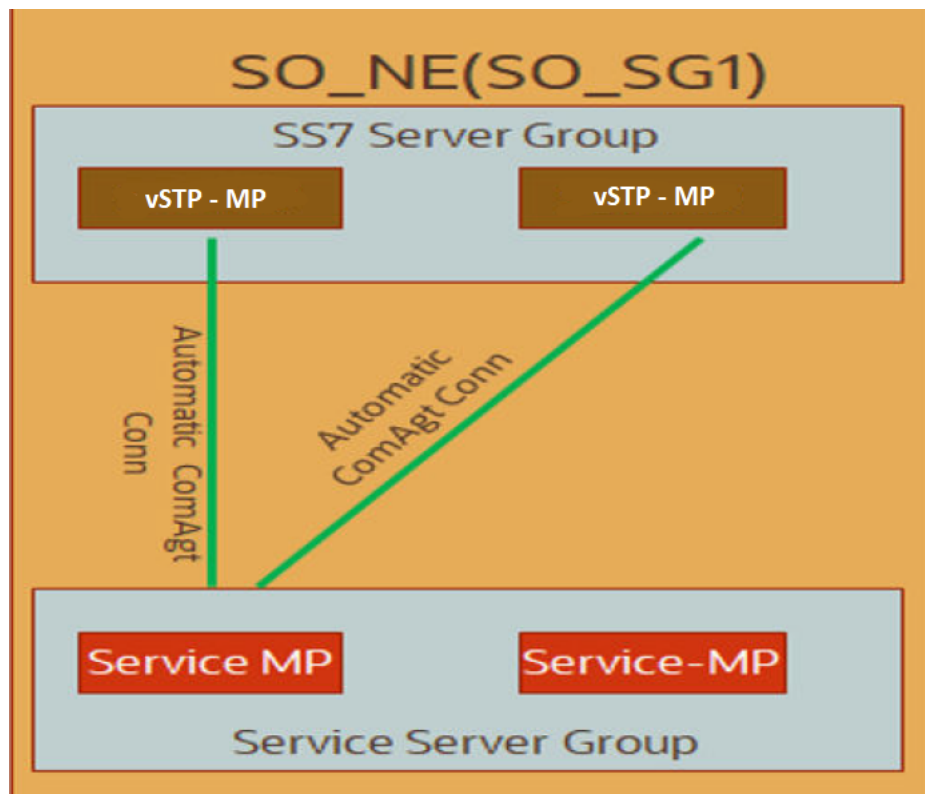 SO_NE(SO_SG1)
SS7 Server Group
vSTP - MP
vSTP - MP
Automatic ComAgt
Conn
Automatic
ComAgt Conn
Service MP
Service-MP
Service Server Group